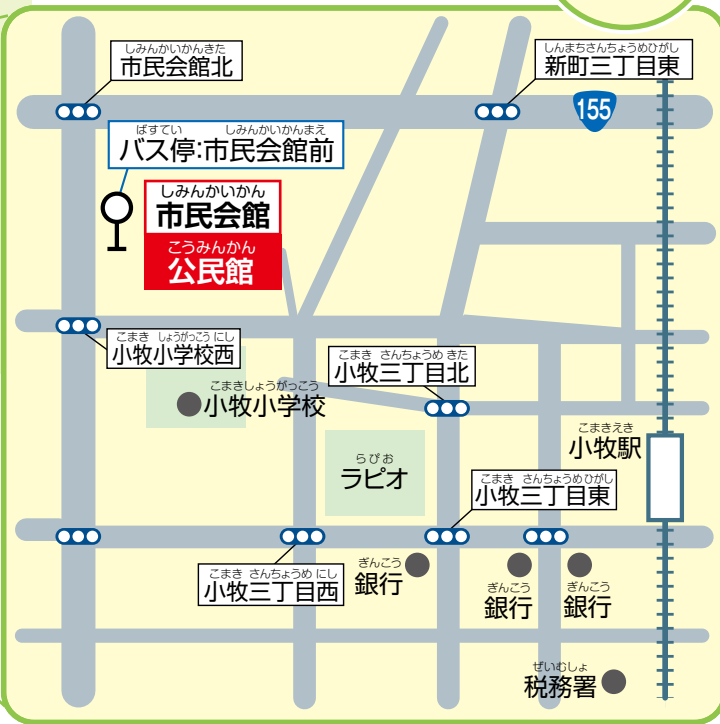 しみんかいかんきた
市民会館北
しんまちさんちょうめひがし
新町三丁目東
155
ばすてい しみんかいかんまえ
バス停:市民会館前
しみんかいかん
市民会館
こうみんかん
公民館
こまき しょうがっこう にし
小牧小学校西
こまき さんちょうめ きた
小牧三丁目北
こまきしょうがっこう
小牧小学校
こまきえき
小牧駅
らぴお
ラピオ
こまき さんちょうめ ひがし
小牧三丁目東
こまき さんちょうめ にし
小牧三丁目西
ぎんこう
銀行
ぎんこう
銀行
ぎんこう
銀行
ぜいむしょ
税務署